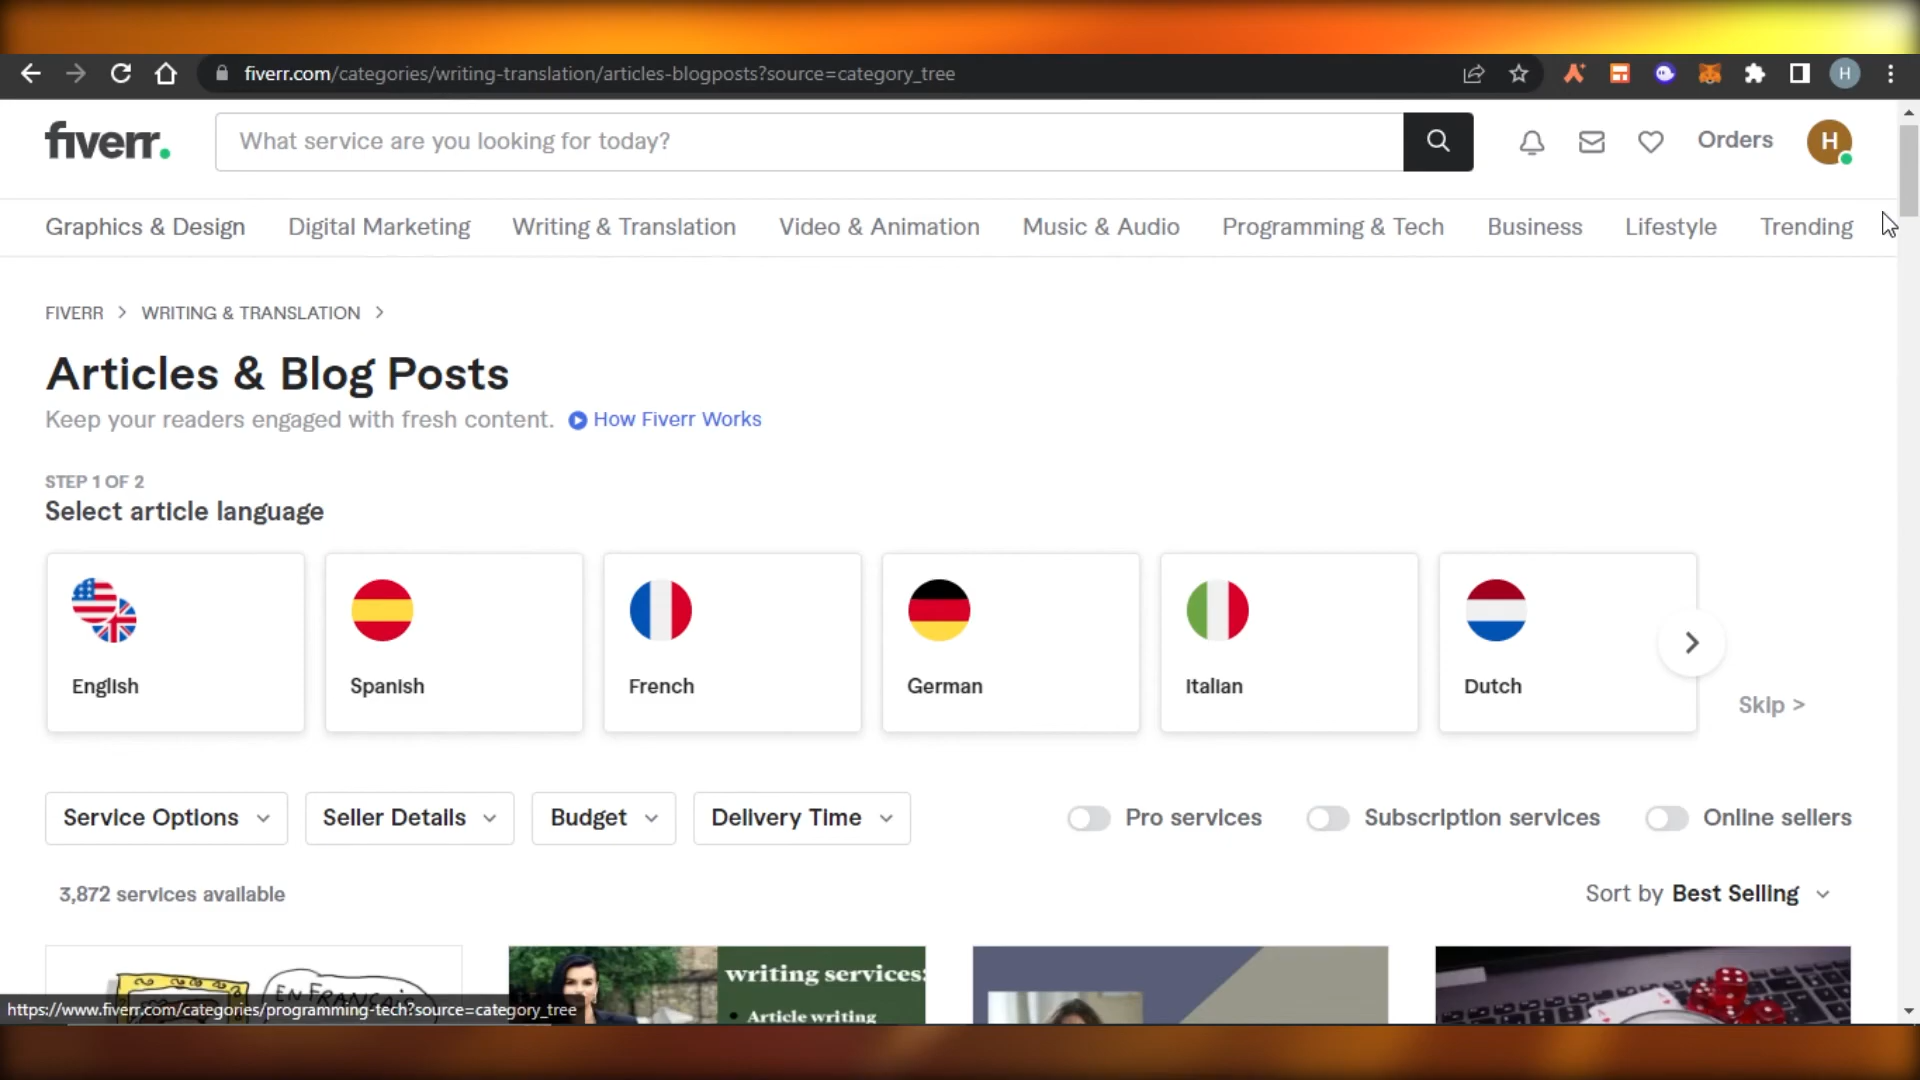 fiverr.com/categories/writing-translation/articles-blogposts?source=category_tree
H
fiverr.
What service are you looking for today?
Orders
H
Graphics & Design
Digital Marketing
Writing & Translation
Video & Animation
Music & Audio
Programming & Tech
Business
Lifestyle
Trending
FIVERR > WRITING & TRANSLATION >
Articles & Blog Posts
Keep your readers engaged with fresh content. How Fiverr Works
STEP 1 OF 2
Select article language
English
Spanish
French
German
Italian
Dutch
Skip >
Service Options
Seller Details
Budget
Delivery Time
Pro services
Subscription services
Online sellers
3,872 services available
Sort by Best Selling
EN FRANÇAIS
writing services:
• Article writing
https://www.fiverr.com/categories/programming-tech?source=category_tree